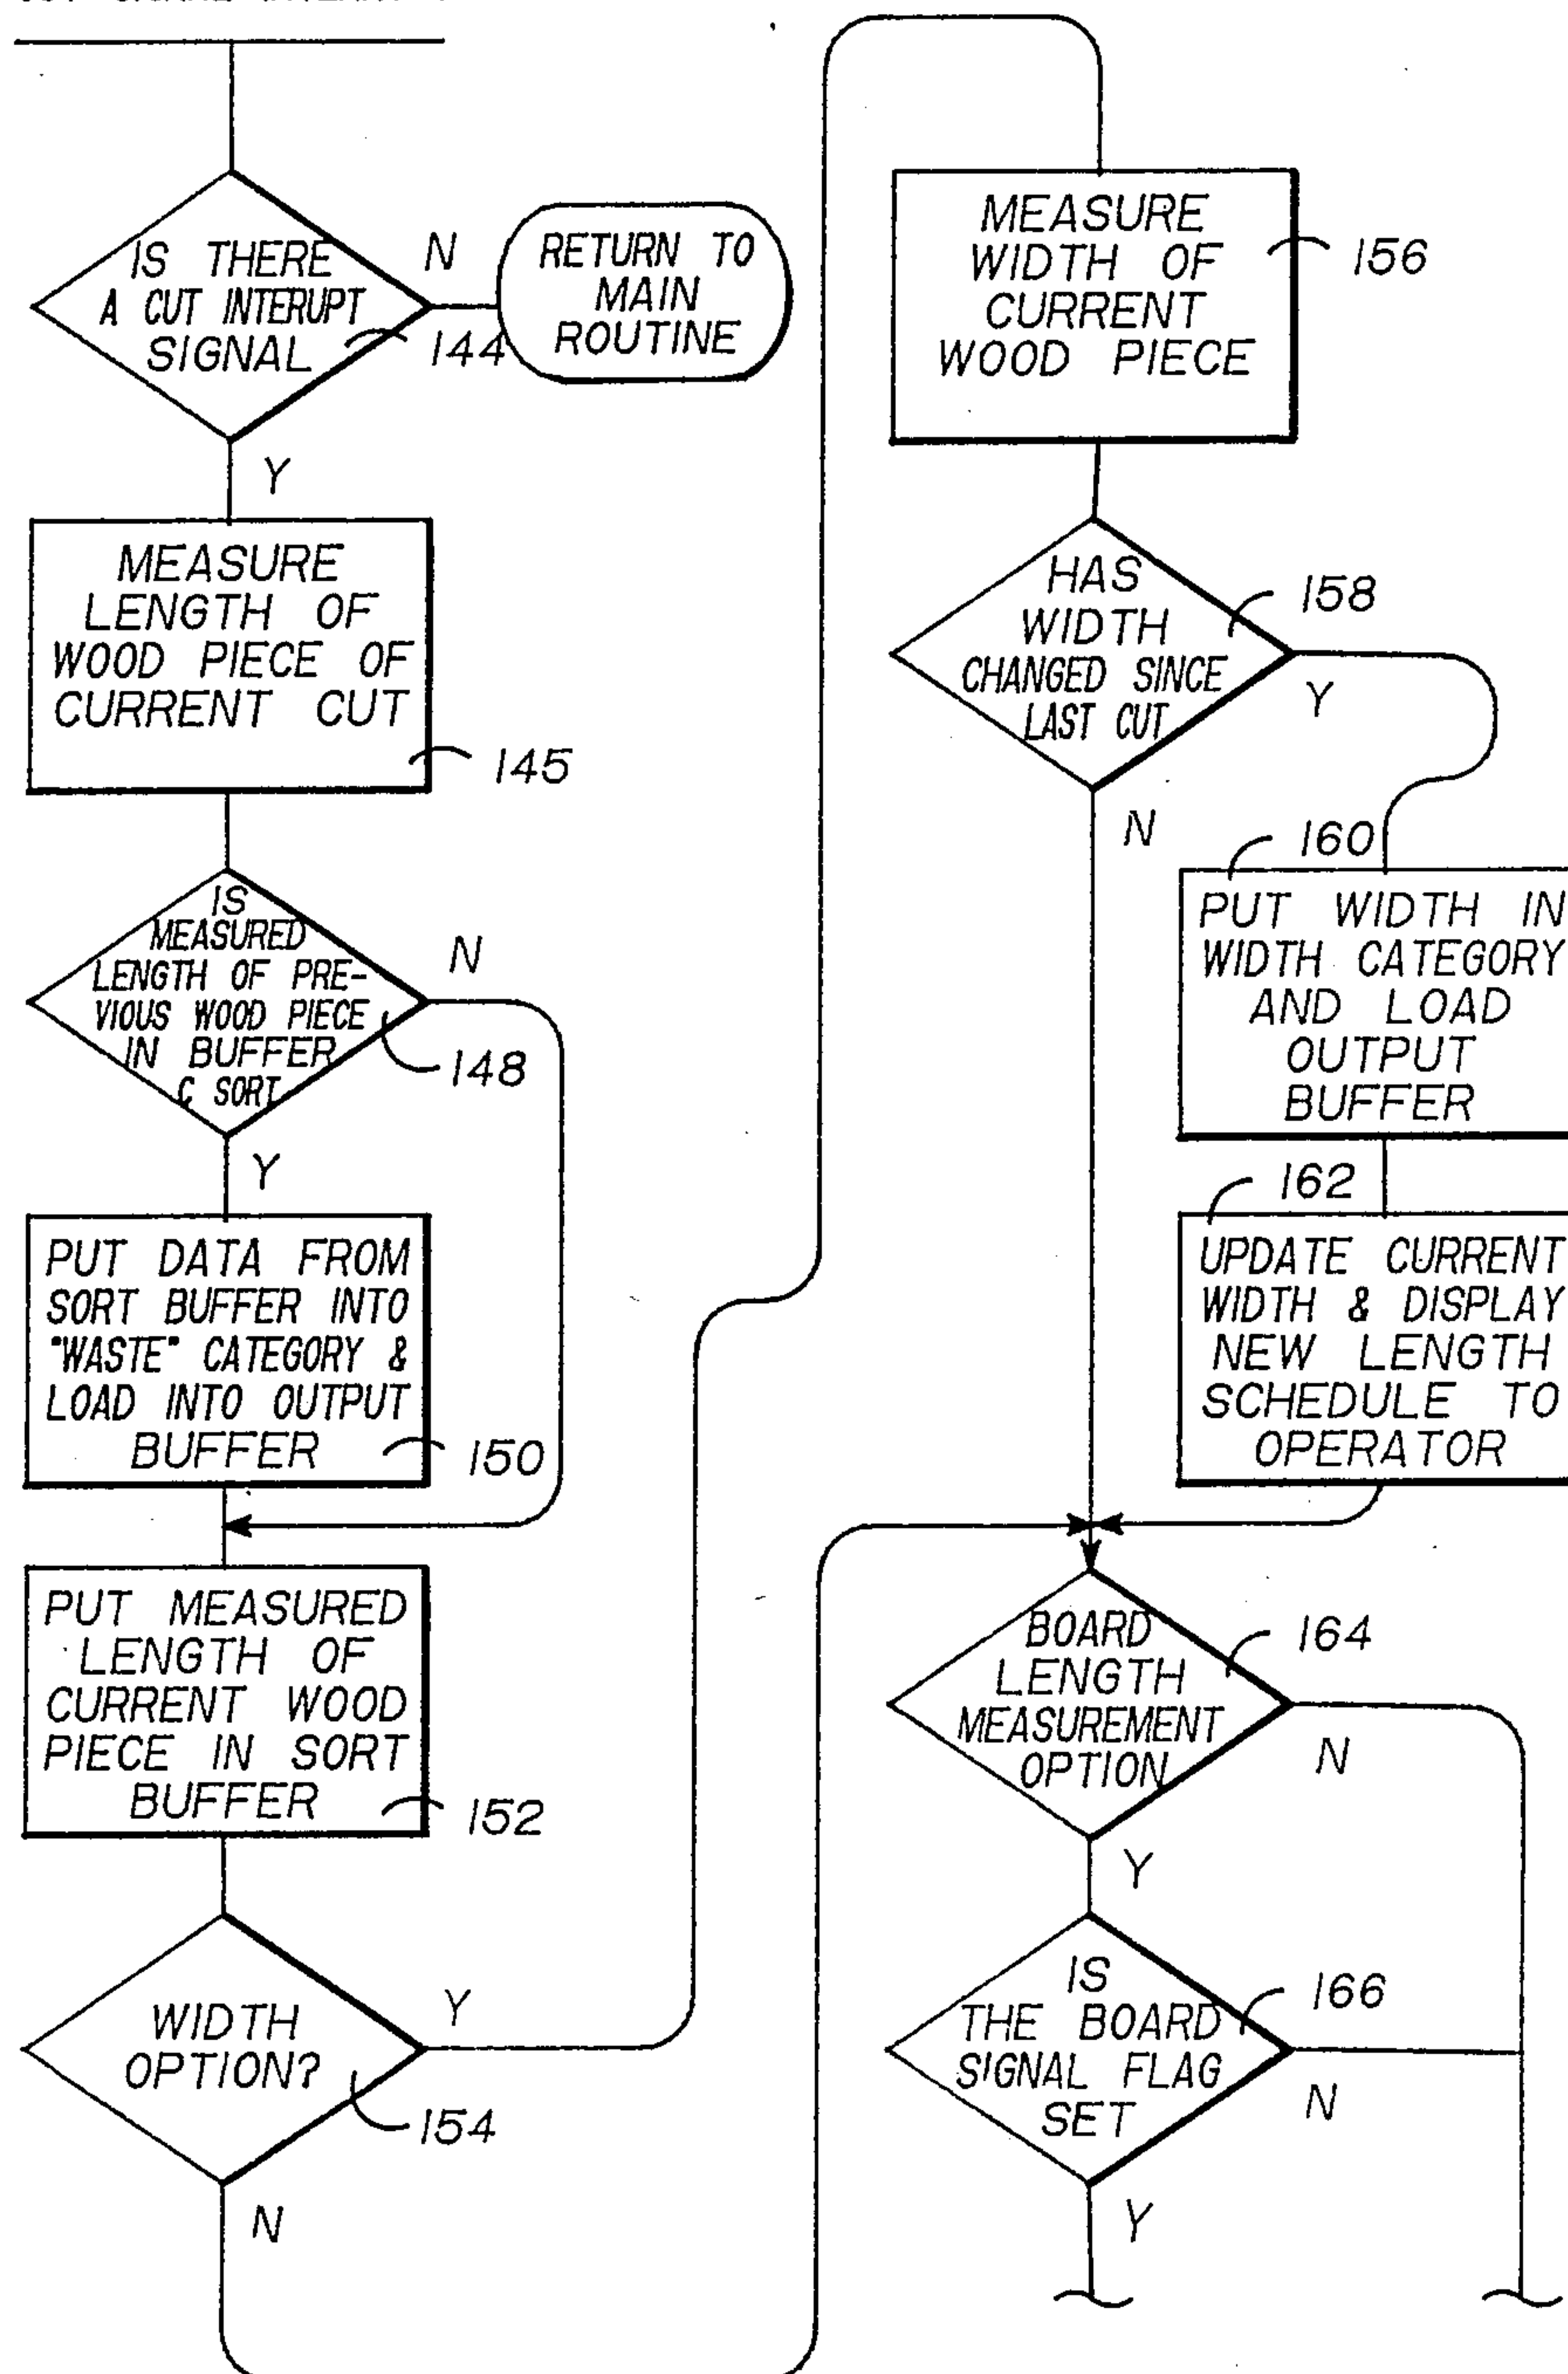 IS THERE
A CUT INTERUPT
SIGNAL
144
N
RETURN TO
MAIN
ROUTINE
Y
MEASURE
LENGTH OF
WOOD PIECE OF
CURRENT CUT
145
IS
MEASURED
LENGTH OF PRE-
VIOUS WOOD PIECE
IN BUFFER
C SORT
148
N
Y
PUT DATA FROM
SORT BUFFER INTO
"WASTE" CATEGORY &
LOAD INTO OUTPUT
BUFFER
150
PUT MEASURED
LENGTH OF
CURRENT WOOD
PIECE IN SORT
BUFFER
152
WIDTH
OPTION?
154
Y
N
MEASURE
WIDTH OF
CURRENT
WOOD PIECE
156
HAS
WIDTH
CHANGED SINCE
LAST CUT
158
Y
N
160
PUT WIDTH IN
WIDTH CATEGORY
AND LOAD
OUTPUT
BUFFER
162
UPDATE CURRENT
WIDTH & DISPLAY
NEW LENGTH
SCHEDULE TO
OPERATOR
BOARD
LENGTH
MEASUREMENT
OPTION
164
N
Y
IS
THE BOARD
SIGNAL FLAG
SET
166
N
Y